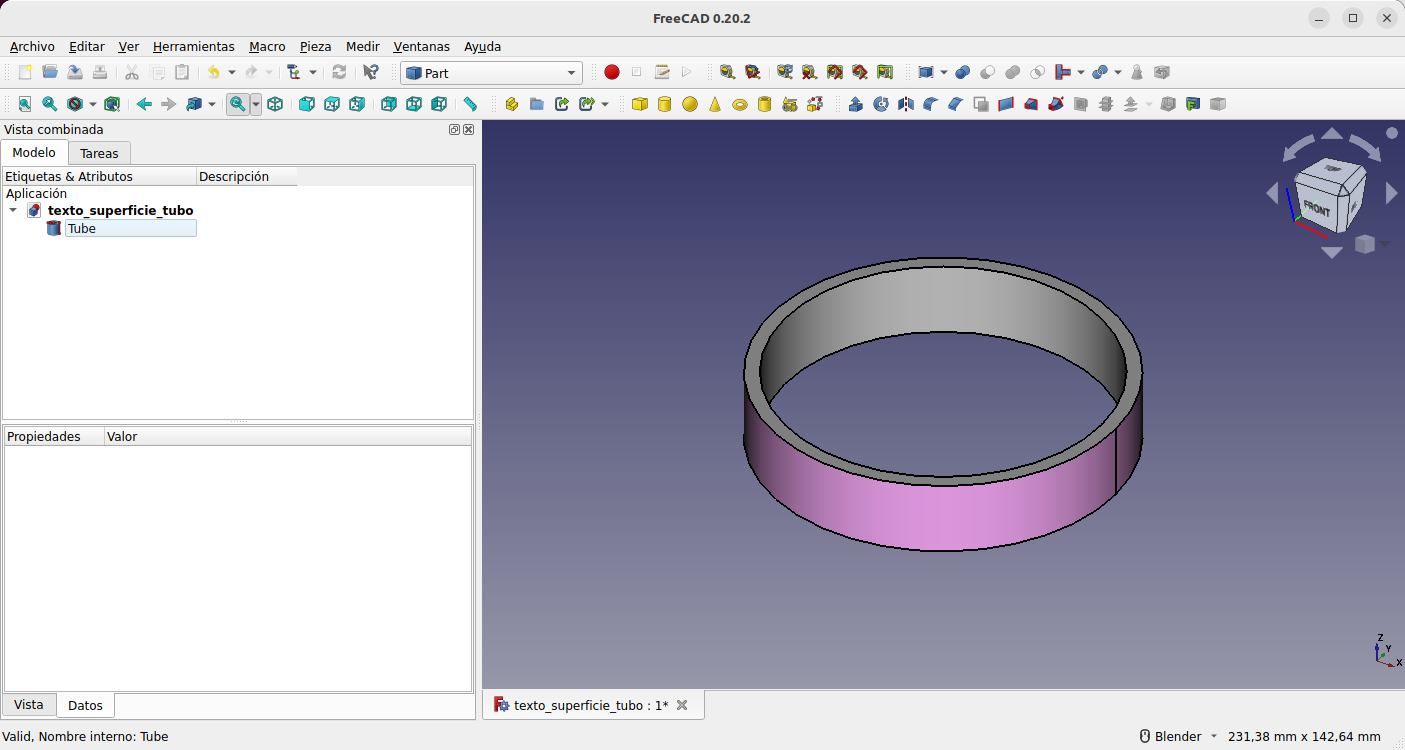 FreeCAD 0.20.2
Archivo Editar Ver Herramientas Macro Pieza Medir Ventanas Ayuda
Part
Vista combinada
Modelo Tareas
Etiquetas & Atributos Descripción
Aplicación
texto_superficie_tubo
Tube
Propiedades Valor
Vista Datos
TOP
FRONT
Z
Y
X
texto_superficie_tubo : 1*
Valid, Nombre interno: Tube
Blender 231,38 mm x 142,64 mm